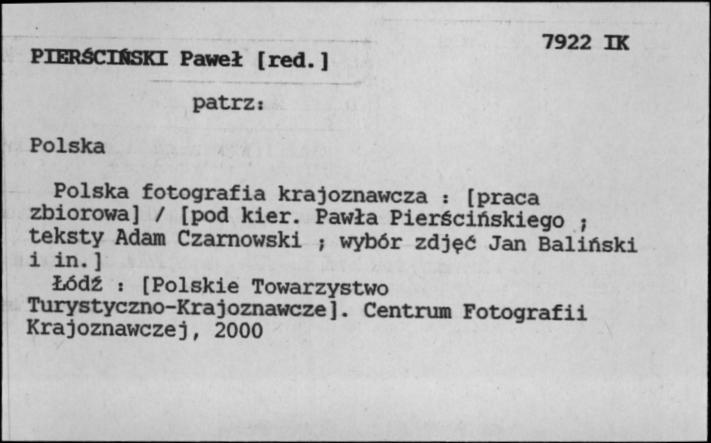 7922 IK
PIERŚCIŃSKI Paweł [red.]
patrz:
Polska
Polska fotografia krajoznawcza : [praca
zbiorowa] / [pod kier. Pawła Pierścińskiego ;
teksty Adam Czarnowski ; wybór zdjęć Jan Baliński
i in.]
Łódź : [Polskie Towarzystwo
Turystyczno-Krajoznawcze]. Centrum Fotografii
Krajoznawczej, 2000